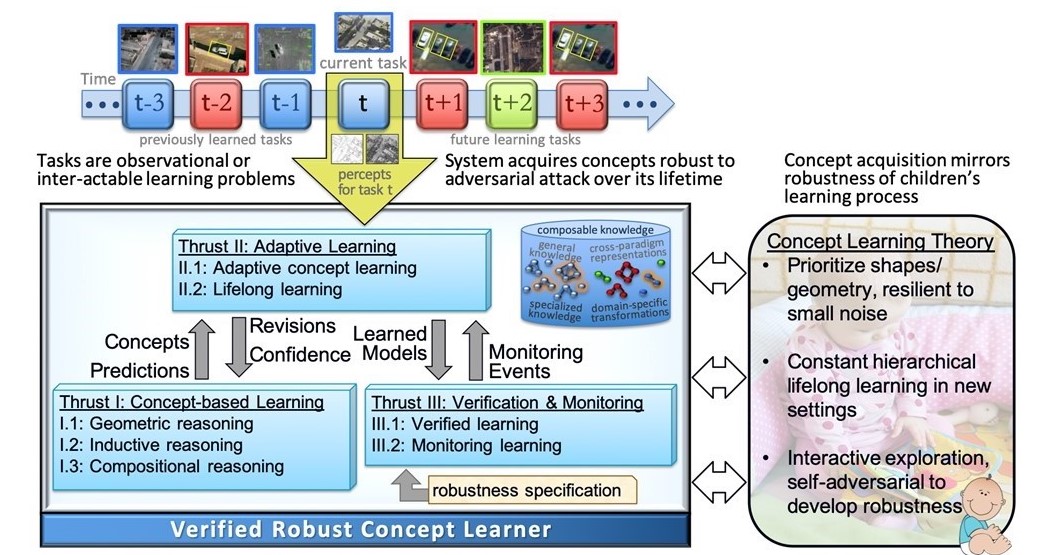 current task
Time
t-3
t-2
t-1
t
t+1
t+2
t+3
previously learned tasks
future learning tasks
Tasks are observational or
inter-actable learning problems
percepts
for task t
System acquires concepts robust to
adversarial attack over its lifetime
Concept acquisition mirrors
robustness of children's
learning process
Thrust II: Adaptive Learning
II.1: Adaptive concept learning
II.2: Lifelong learning
composable knowledge
general
knowledge
cross-paradigm
representations
specialized
knowledge
domain-specific
transformations
Concepts
Predictions
Revisions
Confidence
Learned
Models
Monitoring
Events
Thrust I: Concept-based Learning
I.1: Geometric reasoning
I.2: Inductive reasoning
I.3: Compositional reasoning
Thrust III: Verification & Monitoring
III.1: Verified learning
III.2: Monitoring learning
robustness specification
Verified Robust Concept Learner
Concept Learning Theory
• Prioritize shapes/
geometry, resilient to
small noise
• Constant hierarchical
lifelong learning in new
settings
• Interactive exploration,
self-adversarial to
develop robustness